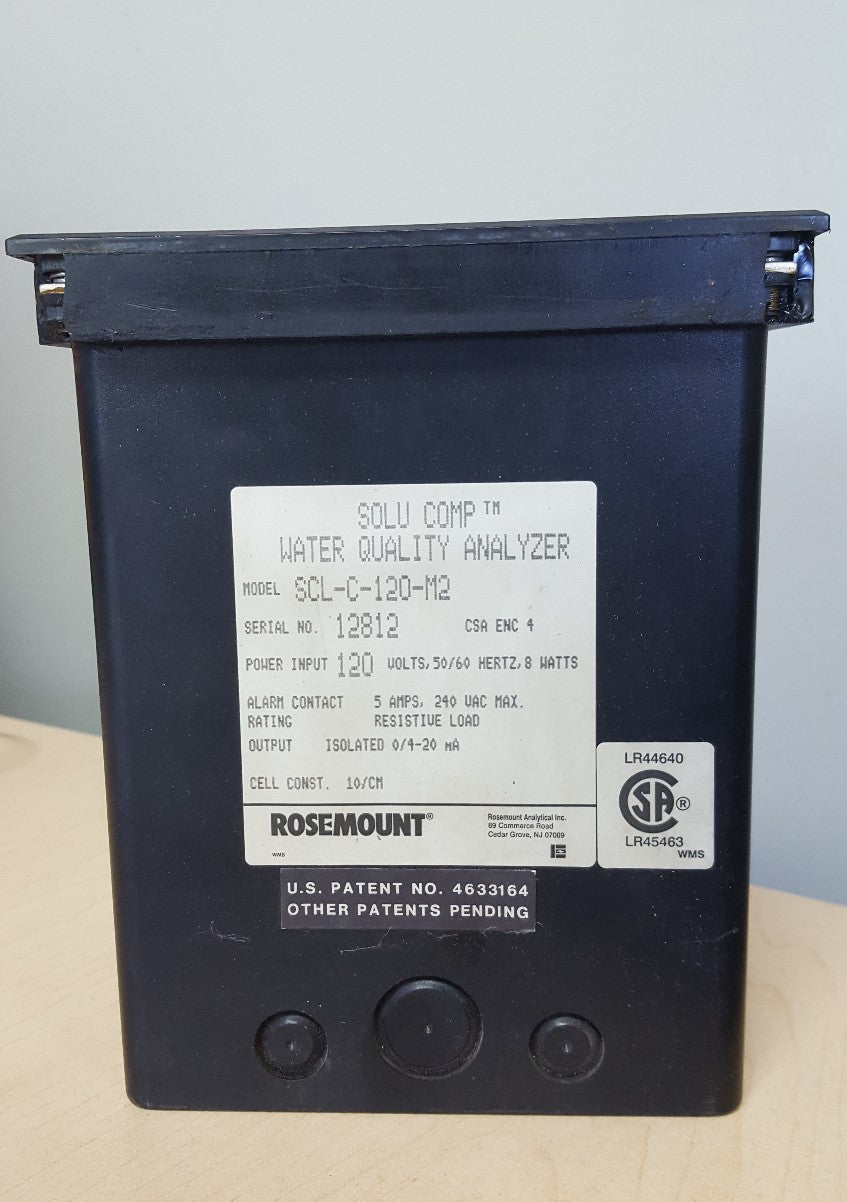 SOLU COMP™
WATER QUALITY ANALYZER
MODEL SCL-C-120-M2
SERIAL NO. 12812 CSA ENC 4
POWER INPUT 120 VOLTS, 50/60 HERTZ, 8 WATTS
ALARM CONTACT 5 AMPS, 240 VAC MAX.
RATING RESISTIVE LOAD
OUTPUT ISOLATED 0/4-20 mA
CELL CONST. 10/CM
ROSEMOUNT®
Rosemount Analytical Inc.
89 Commerce Road
Cedar Grove, NJ 07009
WMS
LR44640
CSA®
LR45463
WMS
U.S. PATENT NO. 4633164
OTHER PATENTS PENDING